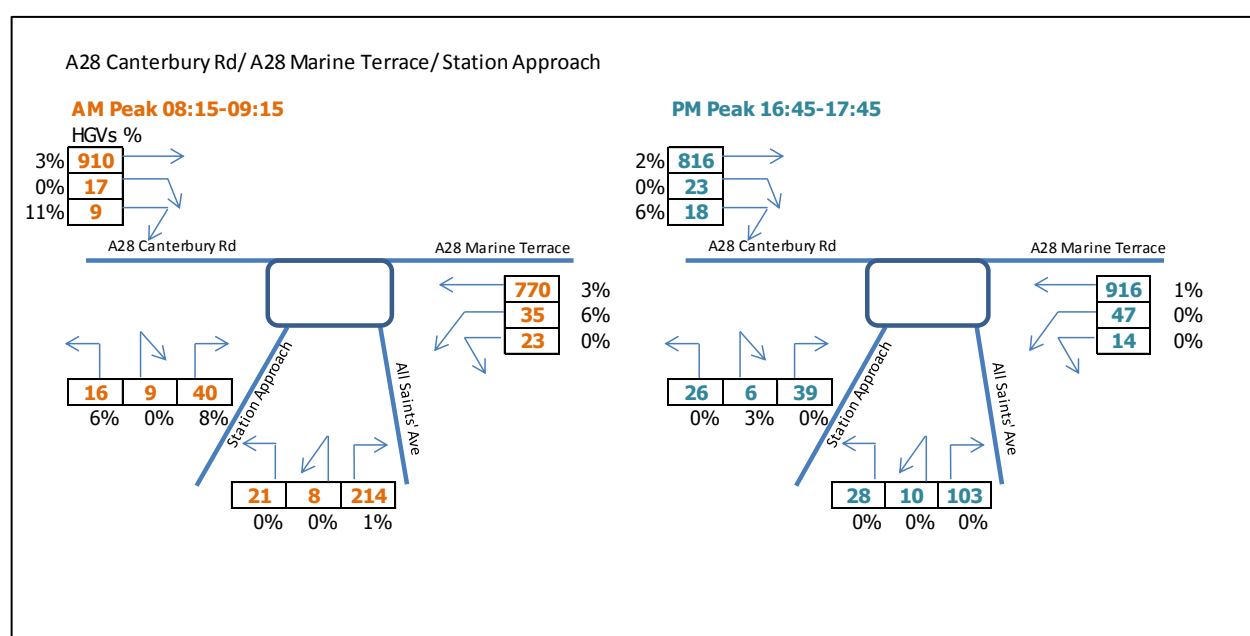 A28 Canterbury Rd/ A28 Marine Terrace/ Station Approach
AM Peak 08:15-09:15
HGVs %
3% 910
0% 17
11% 9
A28 Canterbury Rd
A28 Marine Terrace
770 3%
35 6%
23 0%
16 9 40
6% 0% 8%
Station Approach
All Saints' Ave
21 8 214
0% 0% 1%
PM Peak 16:45-17:45
2% 816
0% 23
6% 18
A28 Canterbury Rd
A28 Marine Terrace
916 1%
47 0%
14 0%
26 6 39
0% 3% 0%
Station Approach
All Saints' Ave
28 10 103
0% 0% 0%